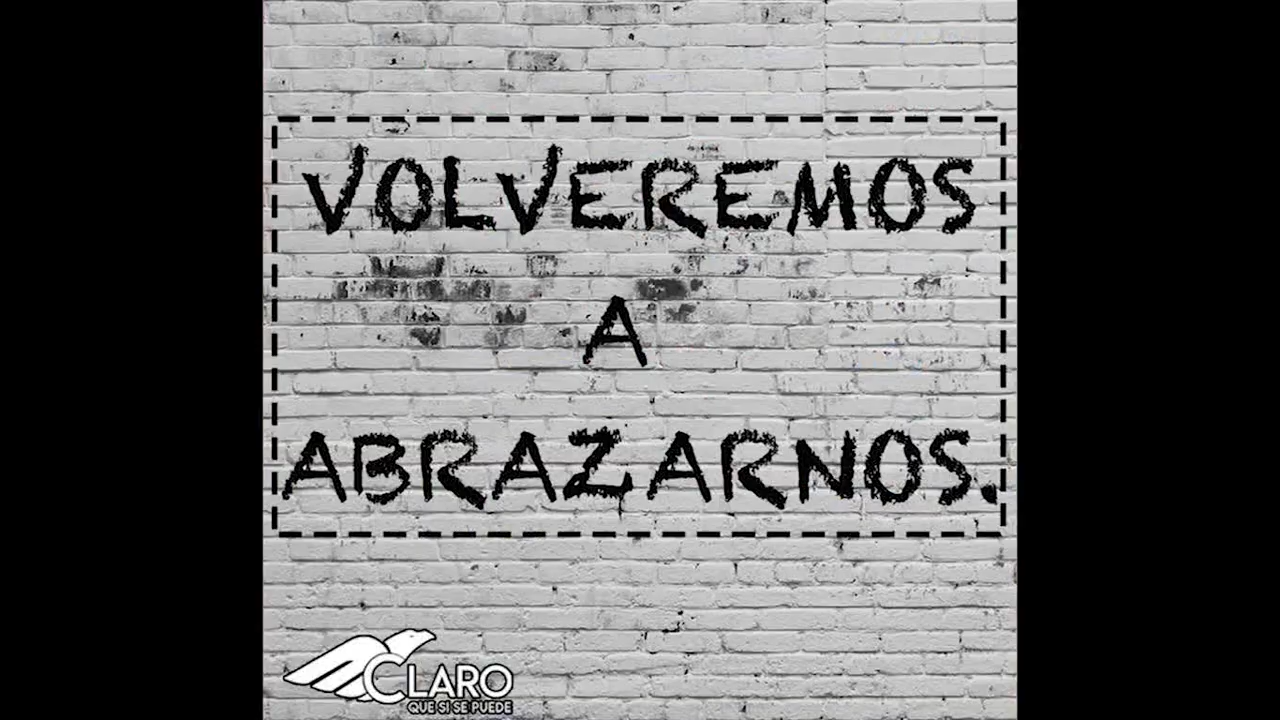 VOLVEREMOS
A
ABRAZARNOS.
CLARO
QUE SI SE PUEDE